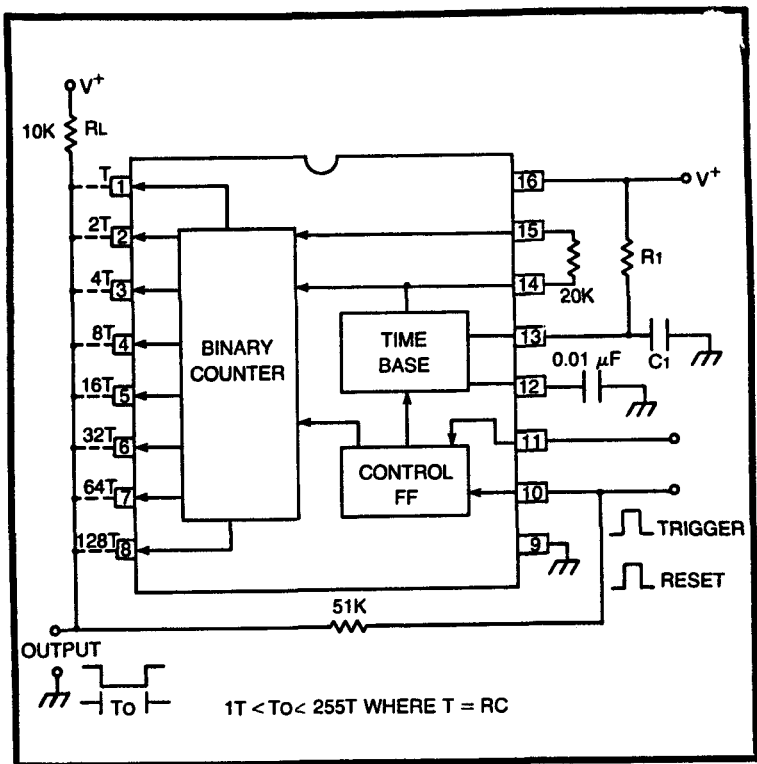 V+
10K RL
T 1
2T 2
4T 3
8T 4
16T 5
32T 6
64T 7
128T 8
BINARY
COUNTER
TIME
BASE
CONTROL
FF
16
V+
15
14
20K
R1
13
C1
12
0.01 μF
11
10
9
TRIGGER
RESET
51K
OUTPUT
TO
1T < TO < 255T WHERE T = RC